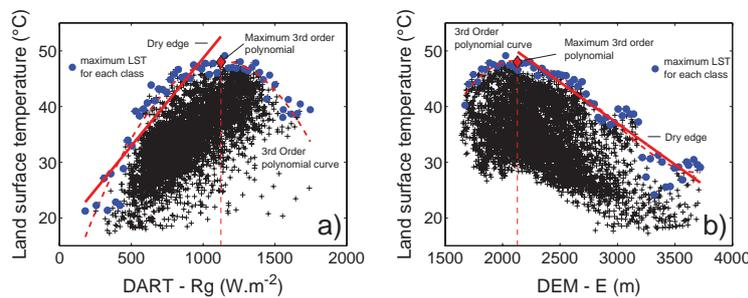 Land surface temperature (°C)
50
40
30
20
Dry edge
Maximum 3rd order
polynomial
maximum LST
for each class
3rd Order
polynomial curve
a)
0
500
1000
1500
2000
DART - Rg (W.m-2)
Land surface temperature (°C)
50
40
30
20
3rd Order
polynomial curve
Maximum 3rd order
polynomial
maximum LST
for each class
Dry edge
b)
1500
2000
2500
3000
3500
4000
DEM - E (m)